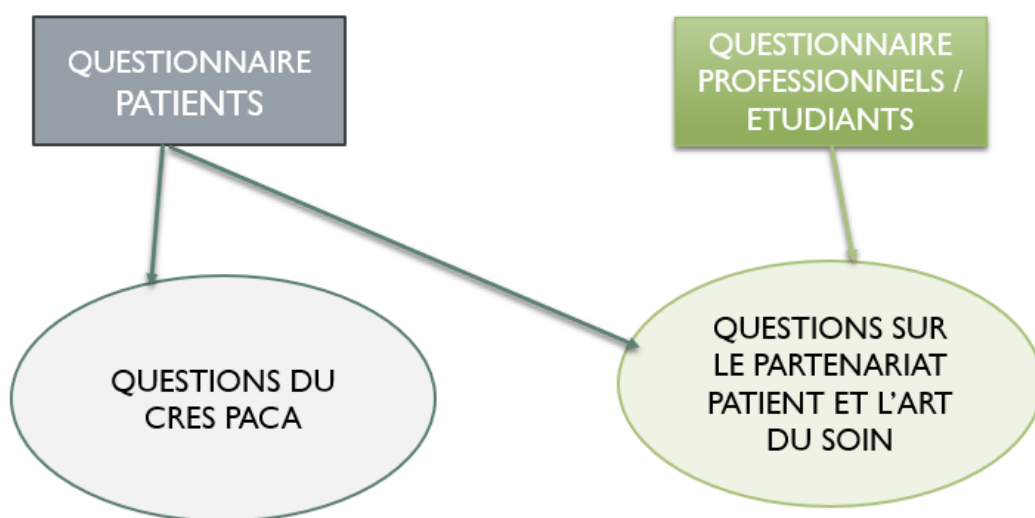 QUESTIONNAIRE
PATIENTS
QUESTIONNAIRE
PROFESSIONNELS /
ETUDIANTS
QUESTIONS DU
CRES PACA
QUESTIONS SUR
LE PARTENARIAT
PATIENT ET L’ART
DU SOIN